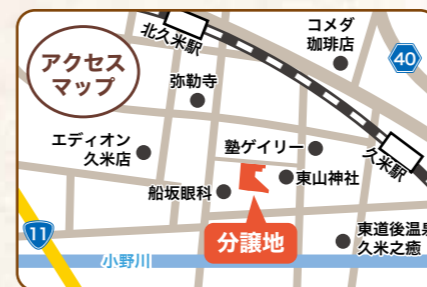 アクセス
マップ
北久米駅
コメダ
珈琲店
40
弥勒寺
エディオン
久米店
塾ゲイリー
久米駅
船坂眼科
東山神社
分譲地
11
小野川
東道後温泉
久米之癒